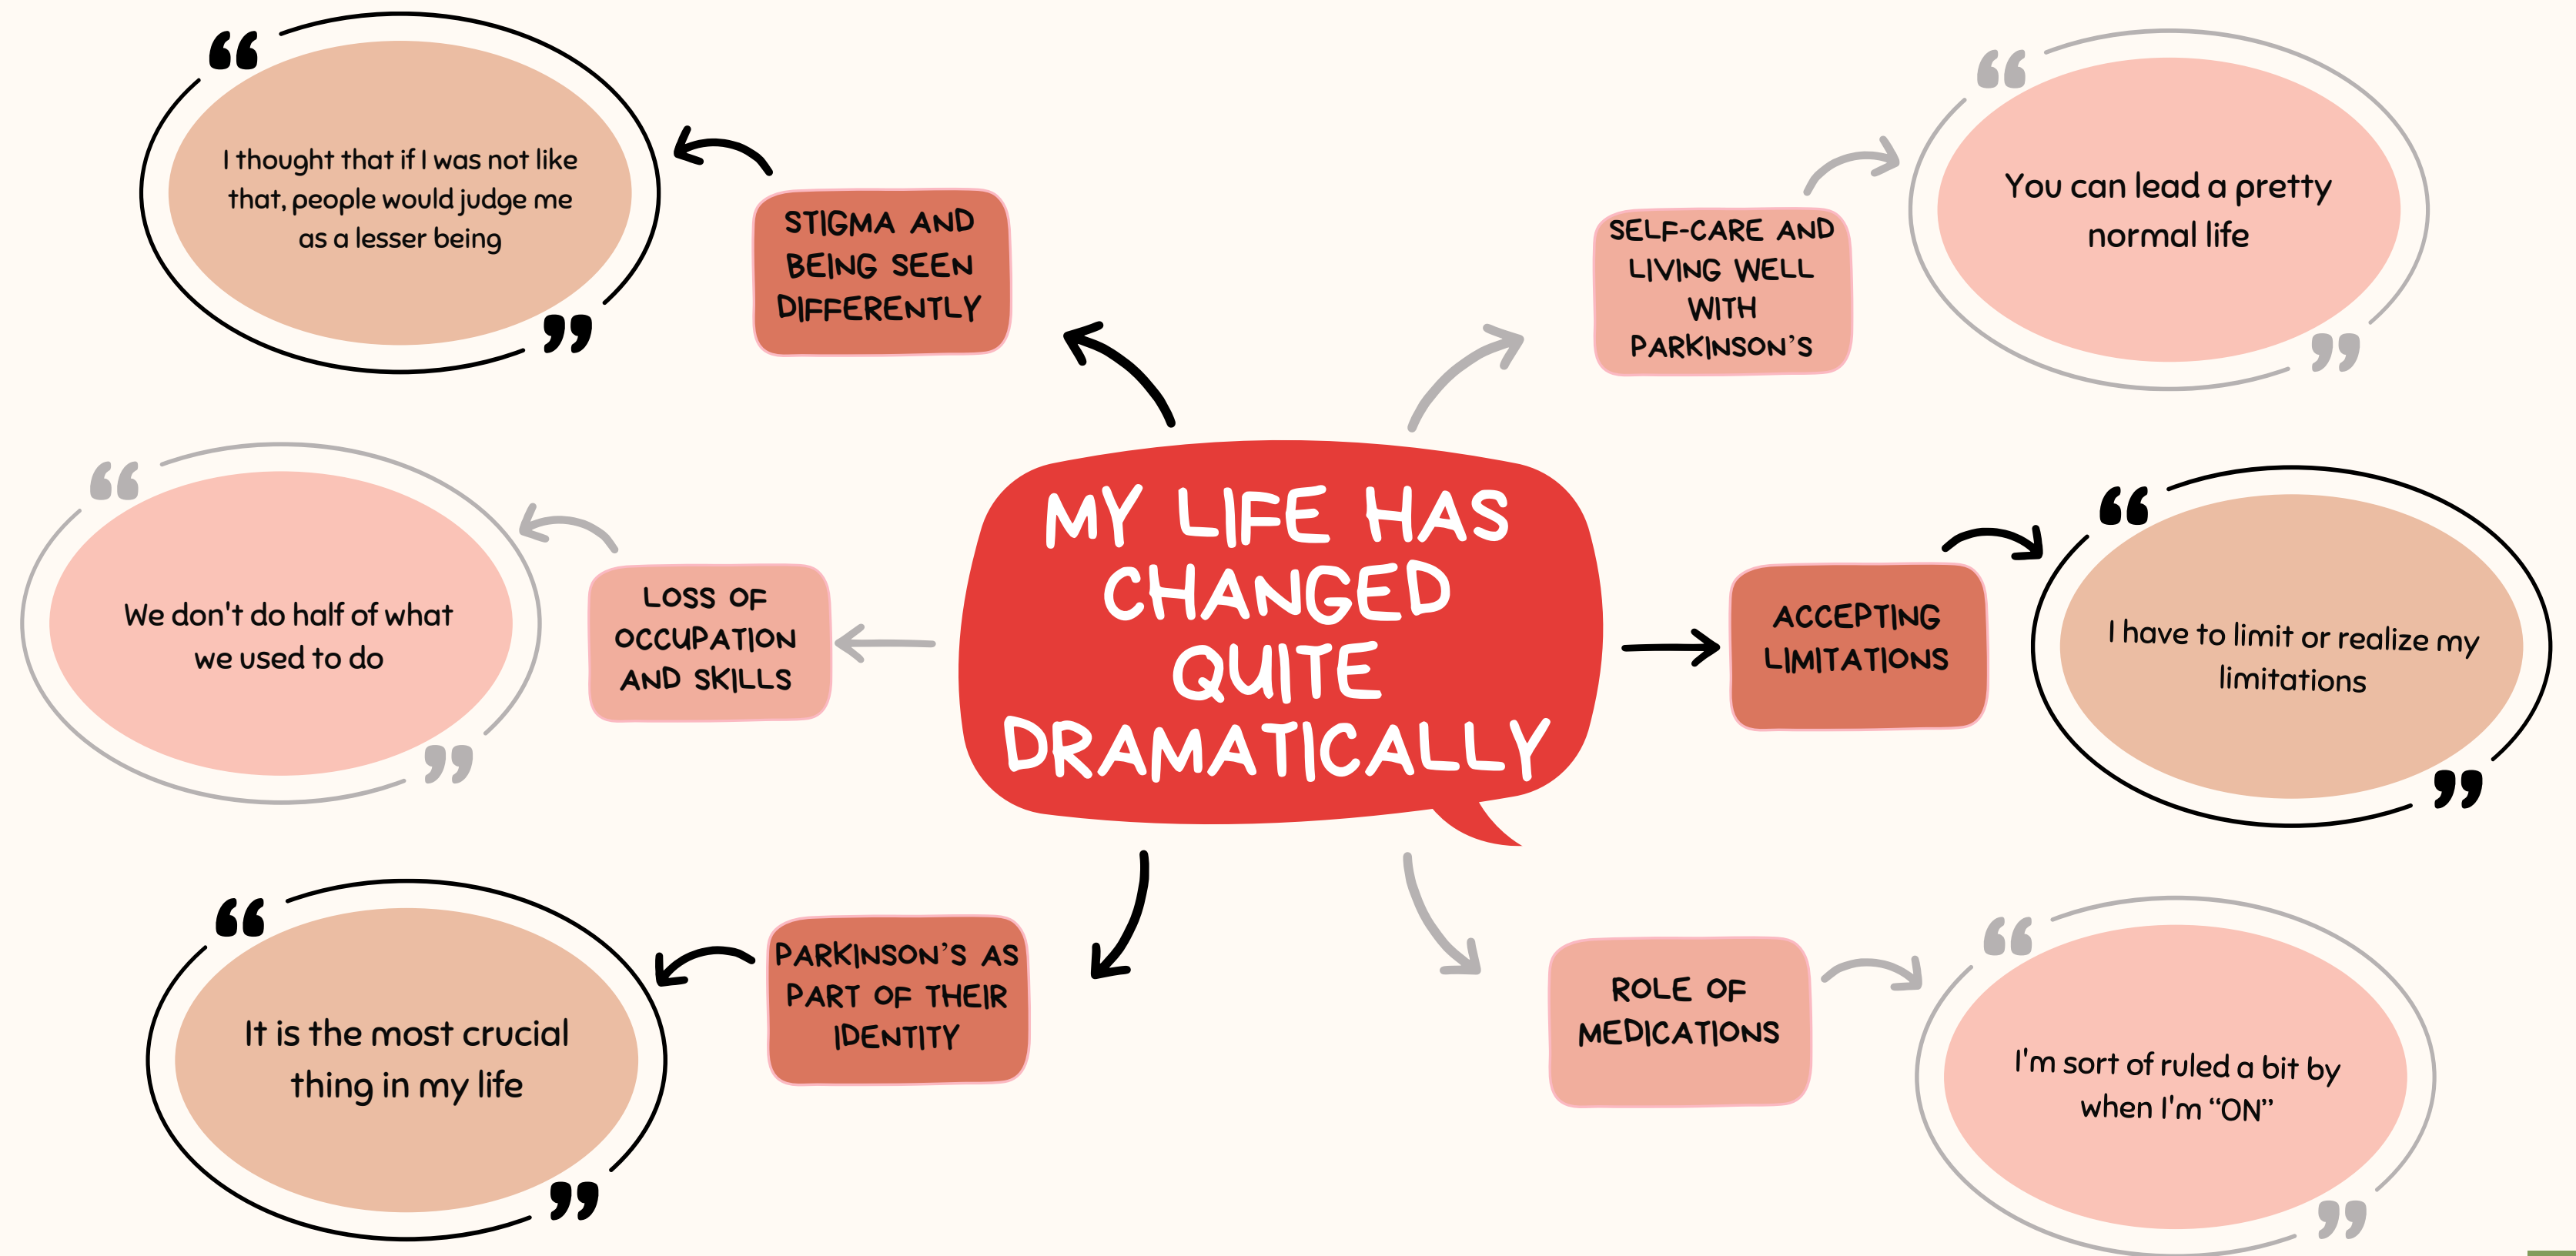 I thought that if I was not like
that, people would judge me
as a lesser being
STIGMA AND
BEING SEEN
DIFFERENTLY
SELF-CARE AND
LIVING WELL
WITH
PARKINSON'S
You can lead a pretty
normal life
We don't do half of what
we used to do
LOSS OF
OCCUPATION
AND SKILLS
MY LIFE HAS
CHANGED
QUITE
DRAMATICALLY
ACCEPTING
LIMITATIONS
I have to limit or realize my
limitations
It is the most crucial
thing in my life
PARKINSON'S AS
PART OF THEIR
IDENTITY
ROLE OF
MEDICATIONS
I'm sort of ruled a bit by
when I'm “ON”